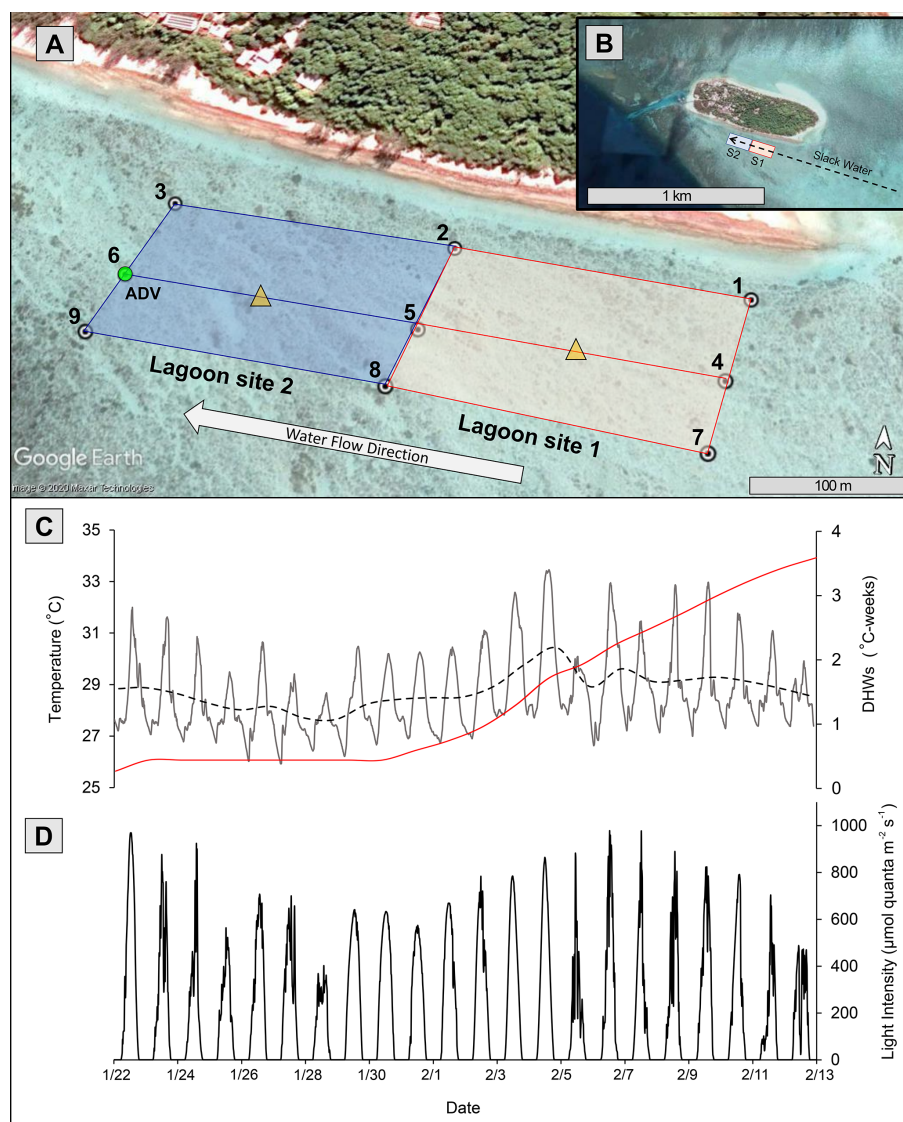 A
B
S2
S1
Slack Water
1 km
3
2
1
6
ADV
5
4
9
8
7
Lagoon site 2
Lagoon site 1
Water Flow Direction
Google Earth
mage © 2020 Maxar Technologies
N
100 m
C
35
33
31
29
27
25
Temperature (°C)
4
3
2
1
0
DHWs (°C-weeks)
D
1000
800
600
400
200
0
Light Intensity (µmol quanta m⁻² s⁻¹)
1/22 1/24 1/26 1/28 1/30 2/1 2/3 2/5 2/7 2/9 2/11 2/13
Date